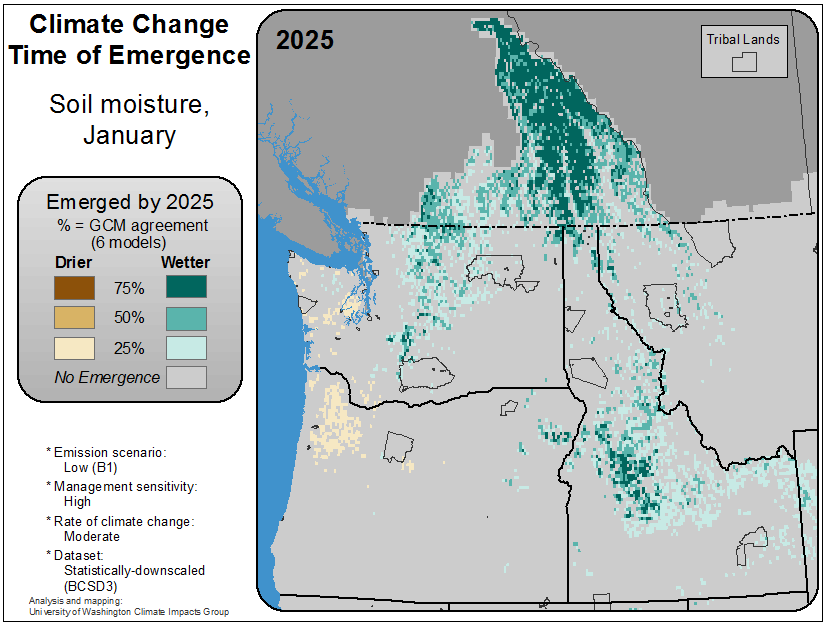 Climate Change
Time of Emergence
Soil moisture,
January
Emerged by 2025
% = GCM agreement
(6 models)
Drier Wetter
75%
50%
25%
No Emergence
* Emission scenario:
Low (B1)
* Management sensitivity:
High
* Rate of climate change:
Moderate
* Dataset:
Statistically-downscaled
(BCSD3)
Analysis and mapping:
University of Washington Climate Impacts Group
2025
Tribal Lands